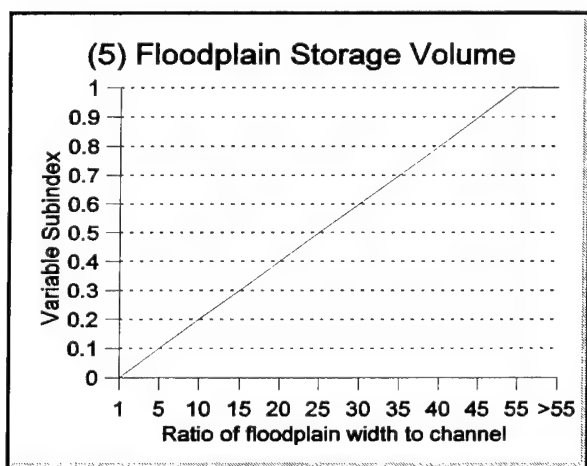 (5) Floodplain Storage Volume
Variable Subindex
1
0.9
0.8
0.7
0.6
0.5
0.4
0.3
0.2
0.1
0
1 5 10 15 20 25 30 35 40 45 55 >55
Ratio of floodplain width to channel